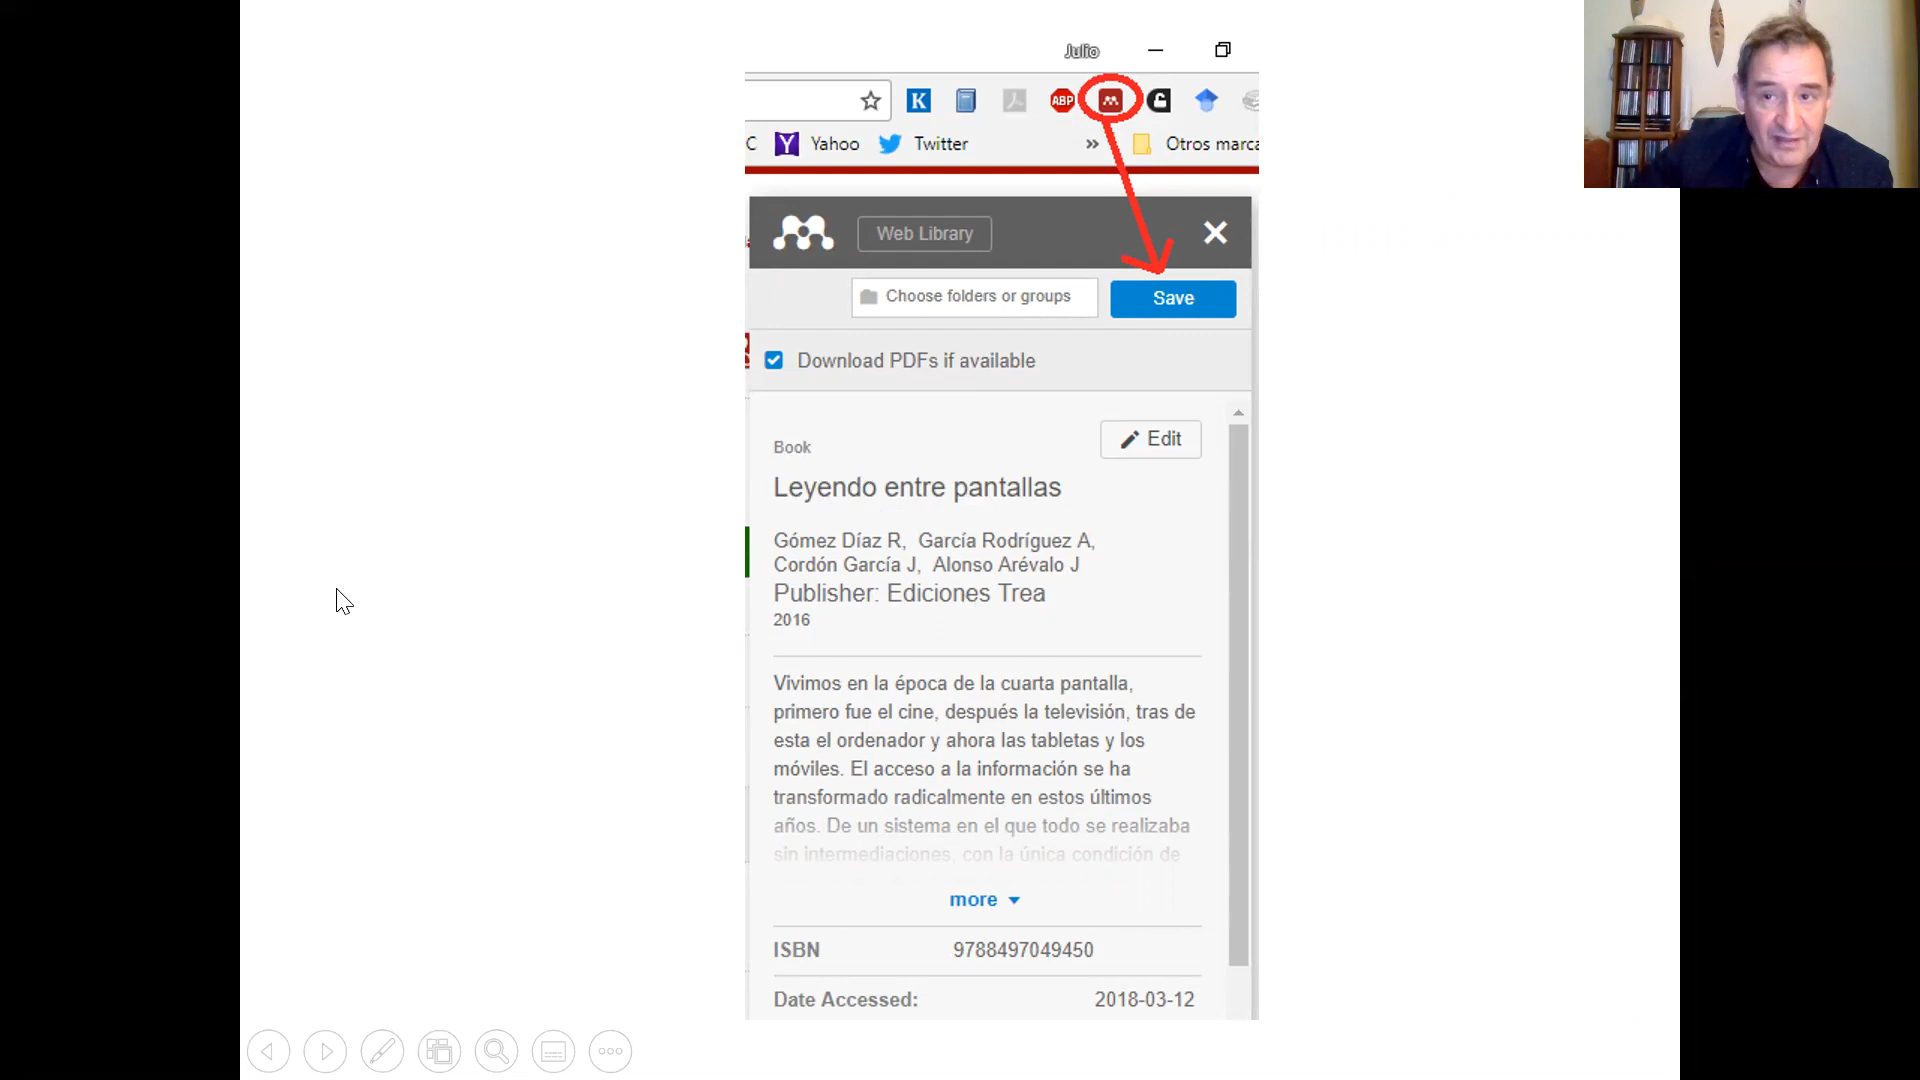 Julio
K
ABP
C Yahoo Twitter » Otros marca
Web Library
Choose folders or groups
Save
Download PDFs if available
Book
Edit
Leyendo entre pantallas
Gómez Díaz R, García Rodríguez A,
Cordón García J, Alonso Arévalo J
Publisher: Ediciones Trea
2016
Vivimos en la época de la cuarta pantalla,
primero fue el cine, después la televisión, tras de
esta el ordenador y ahora las tabletas y los
móviles. El acceso a la información se ha
transformado radicalmente en estos últimos
años. De un sistema en el que todo se realizaba
sin intermediaciones, con la única condición de
more
ISBN 9788497049450
Date Accessed: 2018-03-12